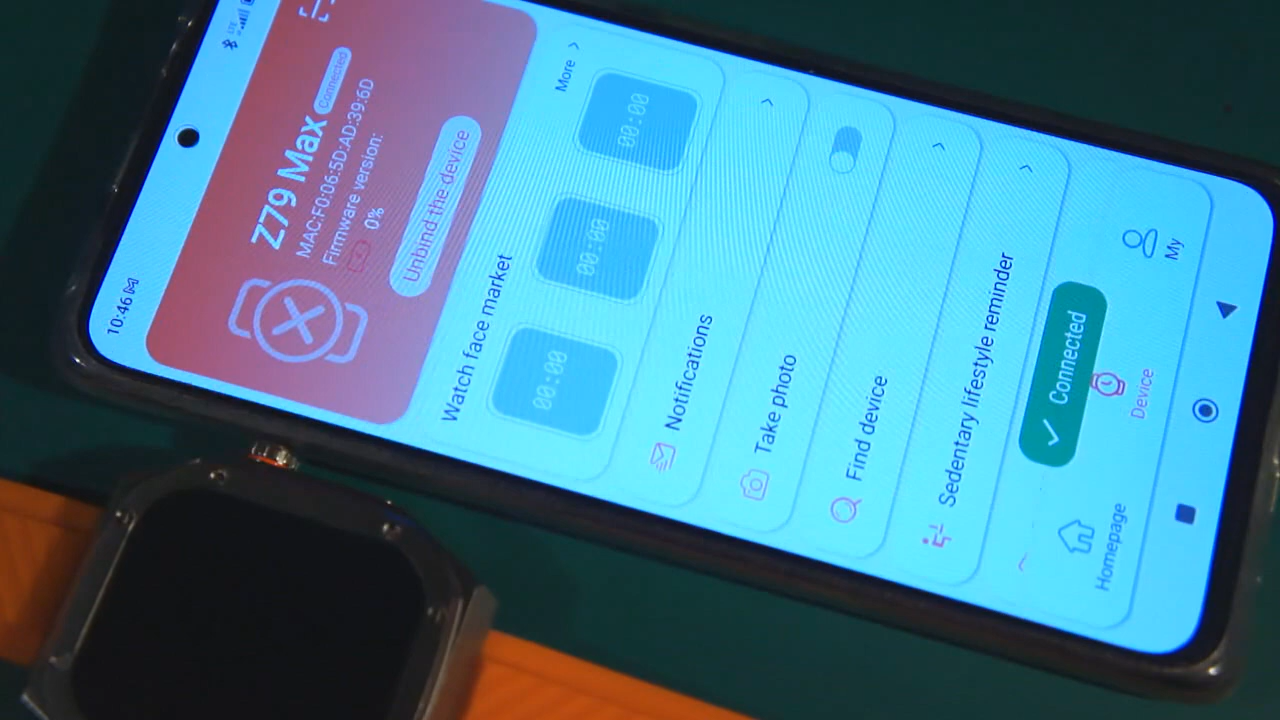 10:46
LTE
Z79 Max
Connected
MAC:F0:06:5D:AD:39:6D
Firmware version:
0%
Unbind the device
Watch face market
More >
00:00
00:00
00:00
Notifications
Take photo
Find device
Sedentary lifestyle reminder
Connected
Homepage
Device
My